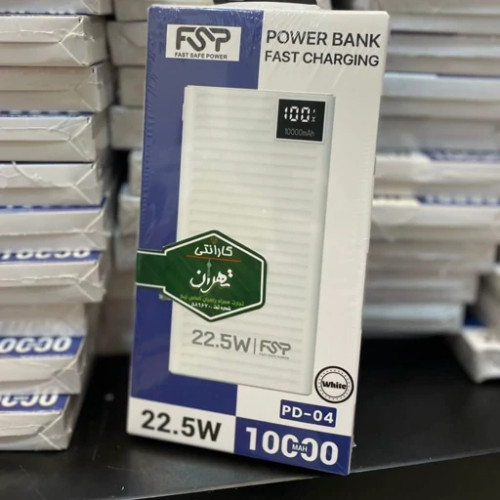 FSP
FAST SAFE POWER
POWER BANK
FAST CHARGING
100%
10000mAh
گارانتی
تهران
22.5W | FSP
White
PD-04
22.5W
10000
MAH
10000